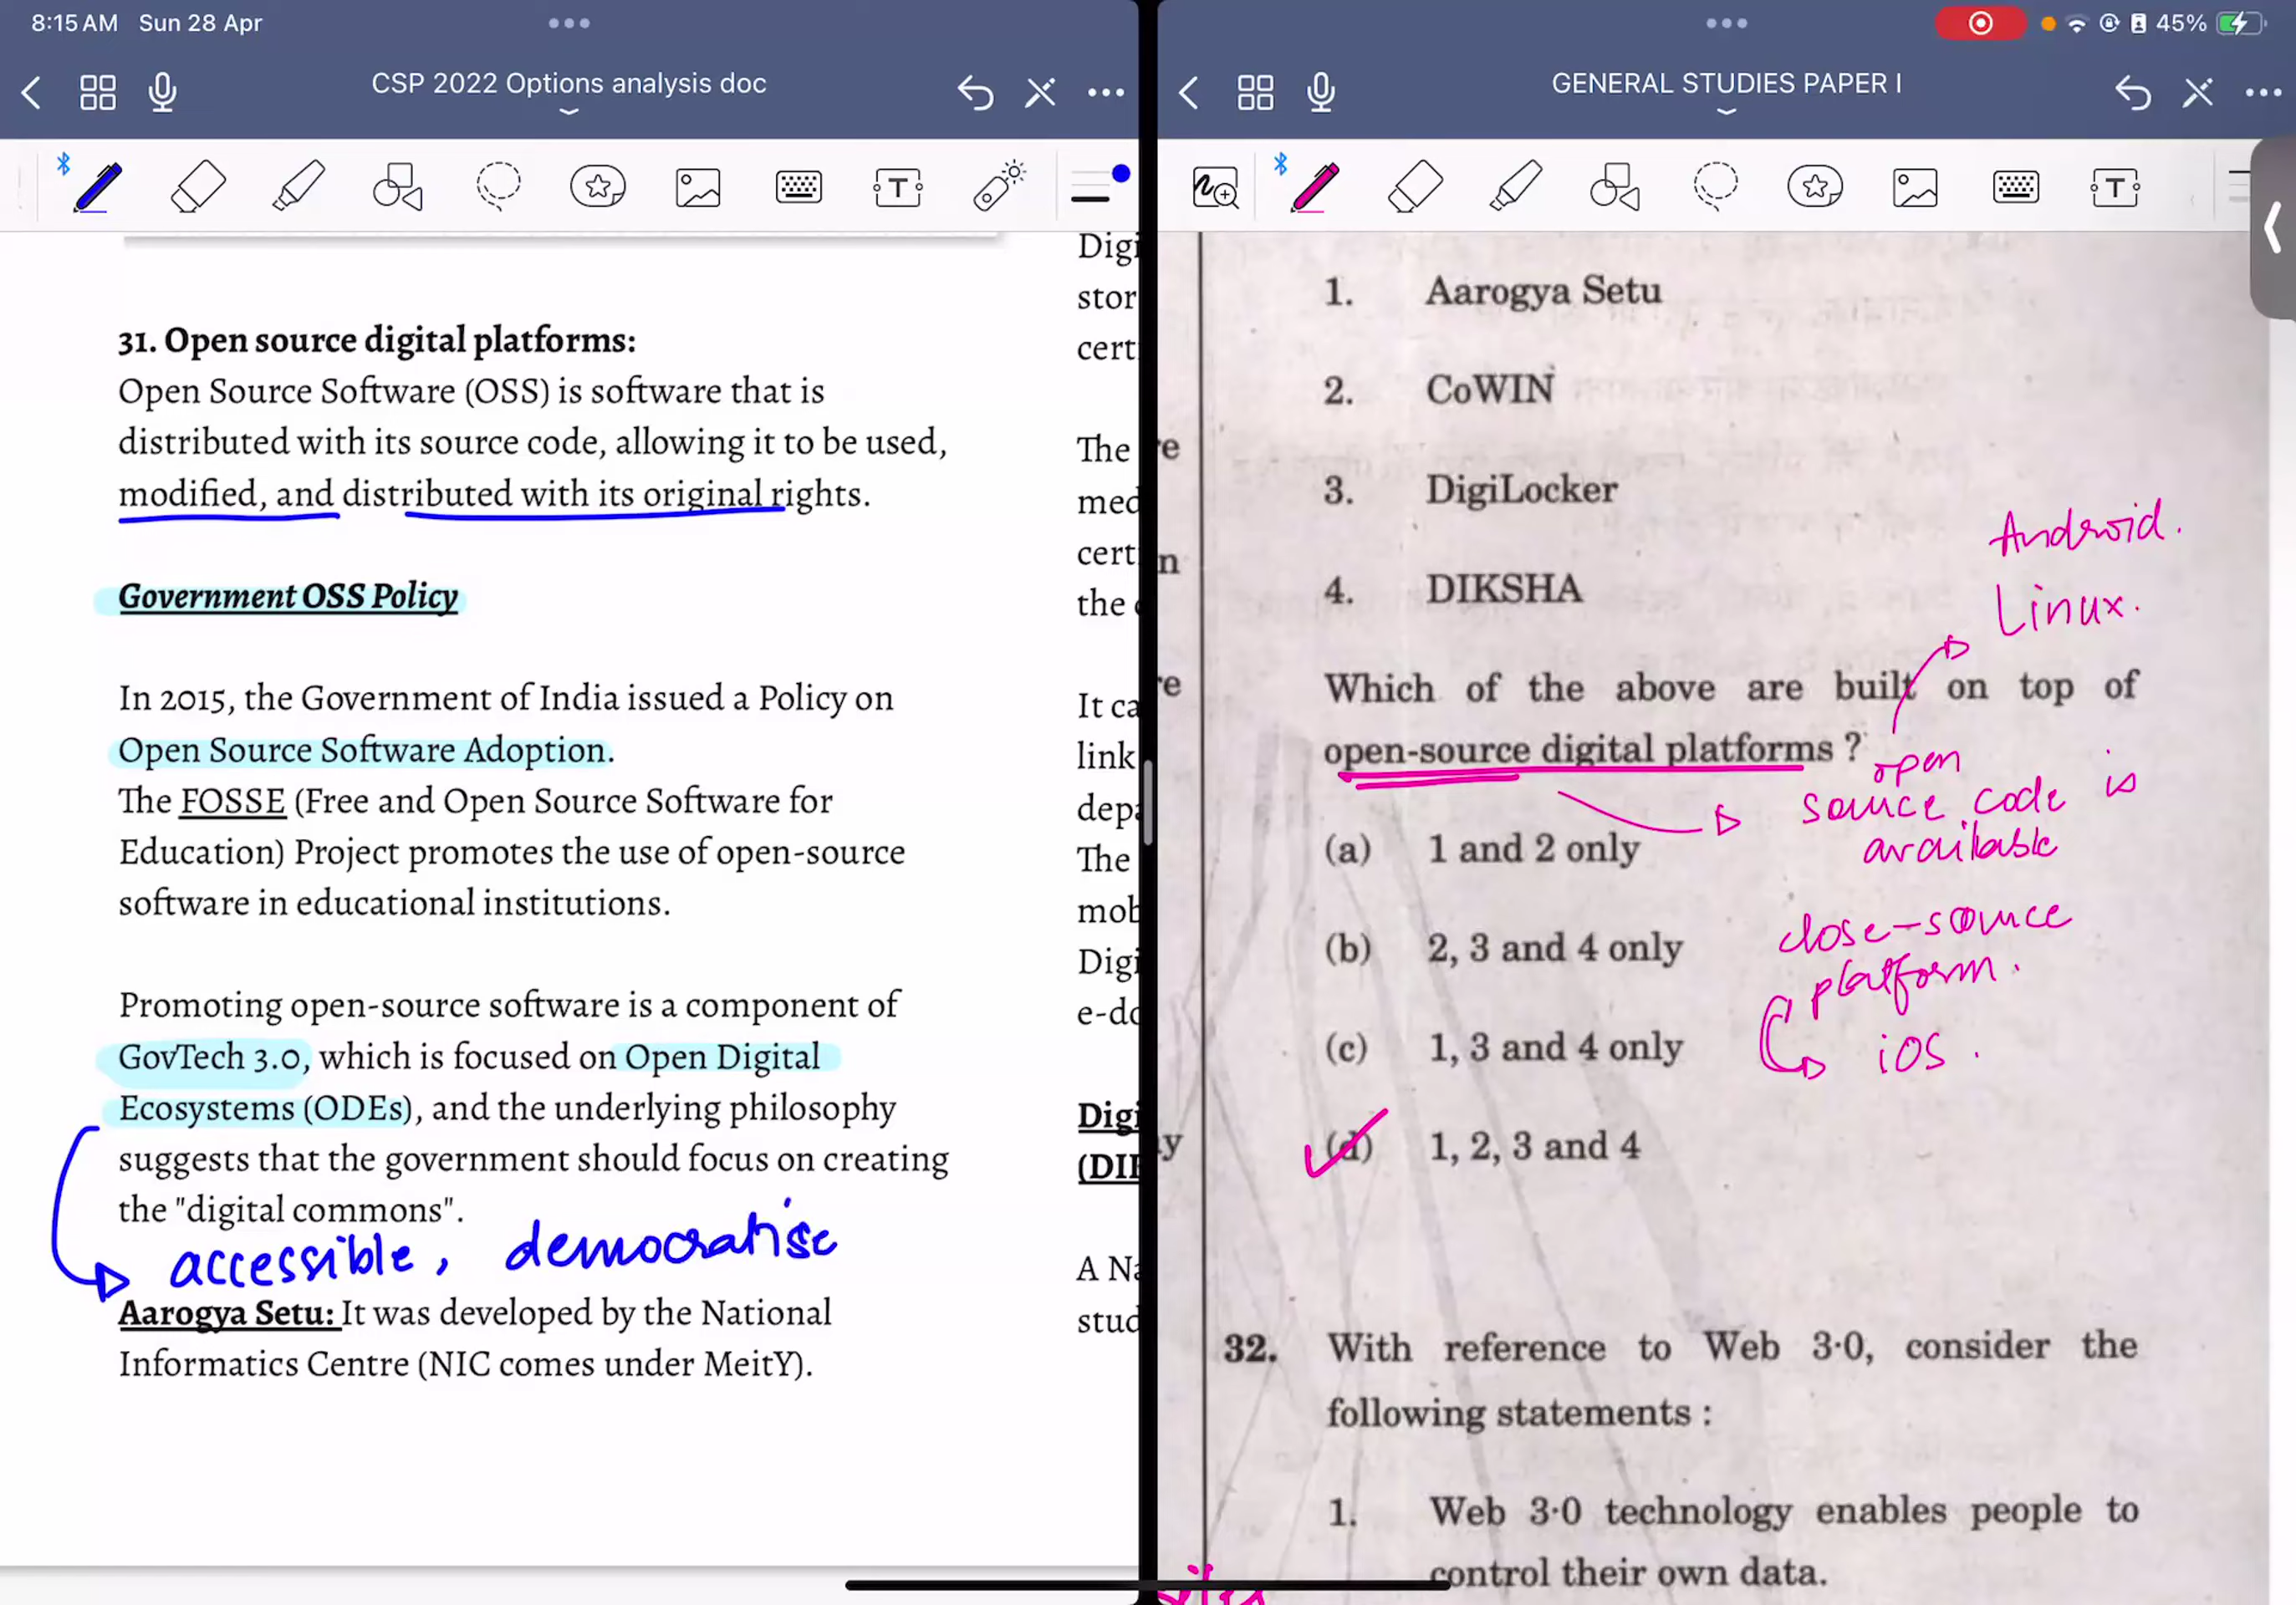 8:15 AM Sun 28 Apr
45%
CSP 2022 Options analysis doc
GENERAL STUDIES PAPER I
31. Open source digital platforms:
Open Source Software (OSS) is software that is
distributed with its source code, allowing it to be used,
modified, and distributed with its original rights.
Government OSS Policy
In 2015, the Government of India issued a Policy on
Open Source Software Adoption.
The FOSSE (Free and Open Source Software for
Education) Project promotes the use of open-source
software in educational institutions.
Promoting open-source software is a component of
GovTech 3.0, which is focused on Open Digital
Ecosystems (ODEs), and the underlying philosophy
suggests that the government should focus on creating
the "digital commons".
accessible, democratise
Aarogya Setu: It was developed by the National
Informatics Centre (NIC comes under MeitY).
The
the
It ca
link
The
(DI
A Na
stud
1. Aarogya Setu
2. CoWIN
3. DigiLocker
4. DIKSHA
Android.
Linux.
Which of the above are built on top of
open-source digital platforms ?
open
source code is
available
(a) 1 and 2 only
(b) 2, 3 and 4 only
close-source
platform.
iOS.
(c) 1, 3 and 4 only
(d) 1, 2, 3 and 4
32. With reference to Web 3·0, consider the
following statements :
1. Web 3·0 technology enables people to
control their own data.